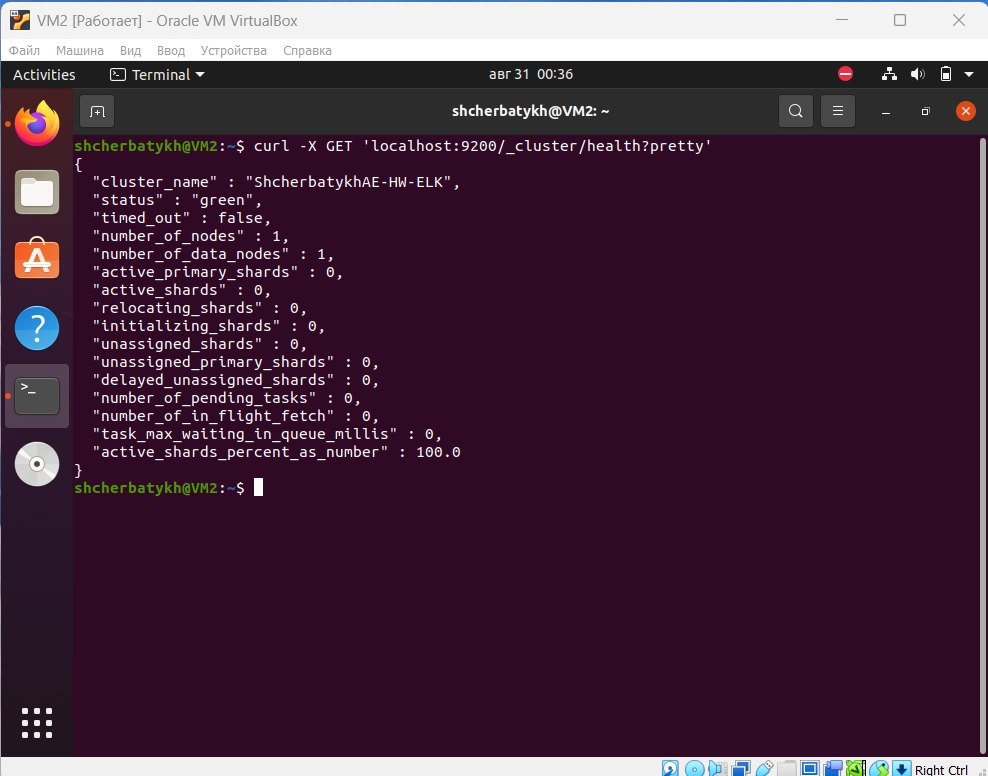 VM2 [Работает] - Oracle VM VirtualBox
Файл Машина Вид Ввод Устройства Справка
Activities Terminal авг 31 00:36
shcherbatykh@VM2: ~
shcherbatykh@VM2:~$ curl -X GET 'localhost:9200/_cluster/health?pretty'
{
  "cluster_name" : "ShcherbatykhAE-HW-ELK",
  "status" : "green",
  "timed_out" : false,
  "number_of_nodes" : 1,
  "number_of_data_nodes" : 1,
  "active_primary_shards" : 0,
  "active_shards" : 0,
  "relocating_shards" : 0,
  "initializing_shards" : 0,
  "unassigned_shards" : 0,
  "unassigned_primary_shards" : 0,
  "delayed_unassigned_shards" : 0,
  "number_of_pending_tasks" : 0,
  "number_of_in_flight_fetch" : 0,
  "task_max_waiting_in_queue_millis" : 0,
  "active_shards_percent_as_number" : 100.0
}
shcherbatykh@VM2:~$
Right Ctrl